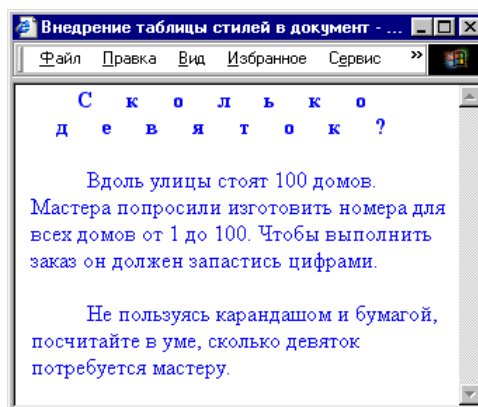 Внедрение таблицы стилей в документ - ...
Файл Правка Вид Избранное Сервис »
С к о л ь к о
д е в я т о к ?
Вдоль улицы стоят 100 домов.
Мастера попросили изготовить номера для
всех домов от 1 до 100. Чтобы выполнить
заказ он должен запастись цифрами.
Не пользуясь карандашом и бумагой,
посчитайте в уме, сколько девяток
потребуется мастеру.